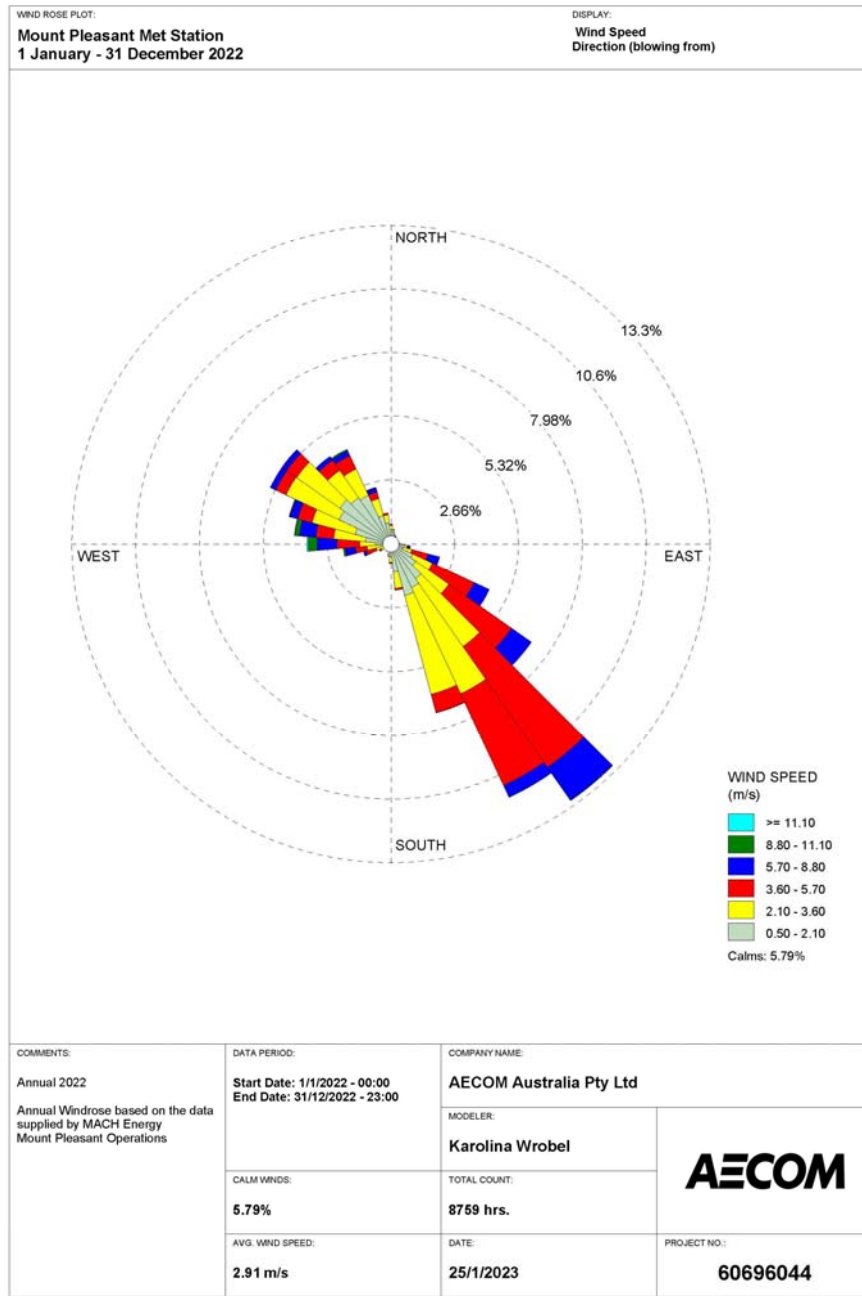 WIND ROSE PLOT:
Mount Pleasant Met Station
1 January - 31 December 2022
DISPLAY:
Wind Speed
Direction (blowing from)
NORTH
13.3%
10.6%
7.98%
5.32%
2.66%
WEST
EAST
SOUTH
WIND SPEED
(m/s)
>= 11.10
8.80 - 11.10
5.70 - 8.80
3.60 - 5.70
2.10 - 3.60
0.50 - 2.10
Calms: 5.79%
COMMENTS:
Annual 2022
Annual Windrose based on the data
supplied by MACH Energy
Mount Pleasant Operations
DATA PERIOD:
Start Date: 1/1/2022 - 00:00
End Date: 31/12/2022 - 23:00
COMPANY NAME:
AECOM Australia Pty Ltd
MODELER:
Karolina Wrobel
CALM WINDS:
5.79%
TOTAL COUNT:
8759 hrs.
AECOM
AVG. WIND SPEED:
2.91 m/s
DATE:
25/1/2023
PROJECT NO.:
60696044